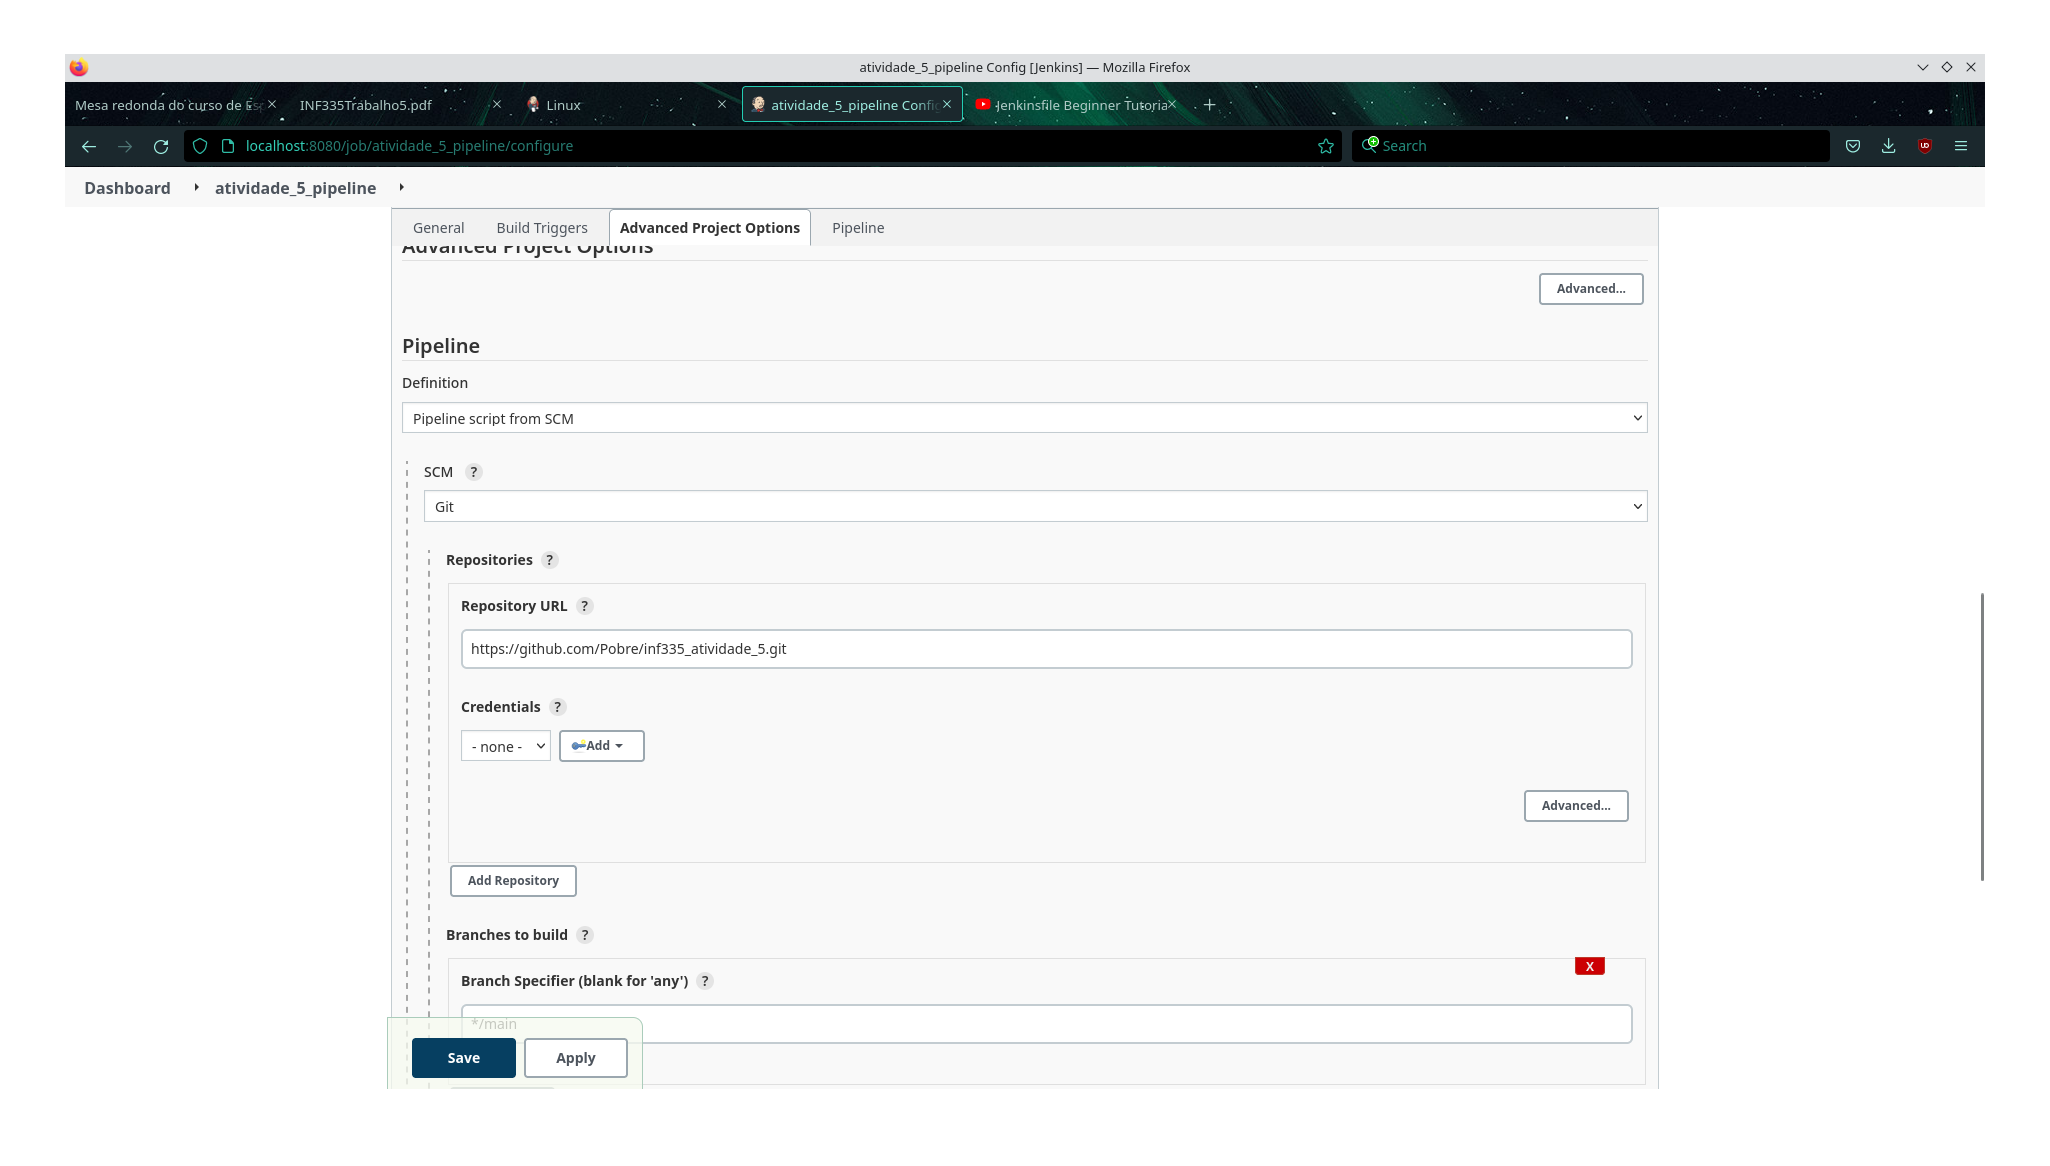 atividade_5_pipeline Config [Jenkins] — Mozilla Firefox
Mesa redonda do curso de Es
INF335Trabalho5.pdf
Linux
atividade_5_pipeline Config
Jenkinsfile Beginner Tutoria
localhost:8080/job/atividade_5_pipeline/configure
Search
Dashboard
atividade_5_pipeline
General
Build Triggers
Advanced Project Options
Pipeline
Advanced Project Options
Advanced...
Pipeline
Definition
Pipeline script from SCM
SCM ?
Git
Repositories ?
Repository URL ?
https://github.com/Pobre/inf335_atividade_5.git
Credentials ?
- none -
Add
Advanced...
Add Repository
Branches to build ?
X
Branch Specifier (blank for 'any') ?
*/main
Save
Apply